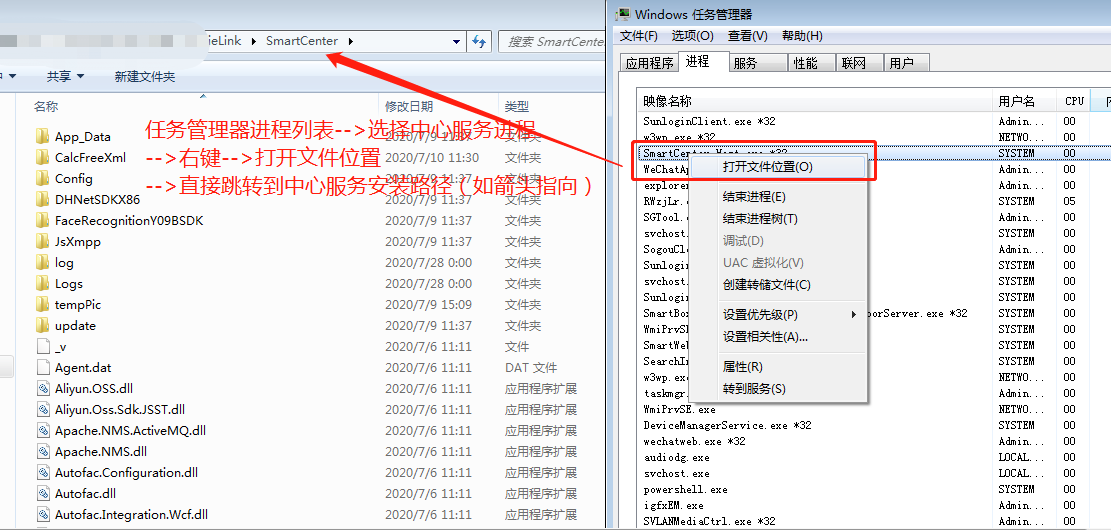 ieLink ▸ SmartCenter ▸
搜索 SmartCenter
共享 ▼ 新建文件夹
名称 修改日期 类型
App_Data 文件夹
CalcFreeXml 2020/7/10 11:30 文件夹
Config 11:37 文件夹
DHNetSDKX86 2020/7/9 11:37 文件夹
FaceRecognitionY09BSDK 2020/7/9 11:37 文件夹
JsXmpp 2020/7/9 11:37 文件夹
log 2020/7/28 0:00 文件夹
Logs 2020/7/28 0:00 文件夹
tempPic 2020/7/9 15:09 文件夹
update 2020/7/9 11:37 文件夹
_v 2020/7/6 11:11 文件
Agent.dat 2020/7/6 11:11 DAT 文件
Aliyun.OSS.dll 2020/7/6 11:11 应用程序扩展
Aliyun.Oss.Sdk.JSST.dll 2020/7/6 11:11 应用程序扩展
Apache.NMS.ActiveMQ.dll 2020/7/6 11:11 应用程序扩展
Apache.NMS.dll 2020/7/6 11:11 应用程序扩展
Autofac.Configuration.dll 2020/7/6 11:11 应用程序扩展
Autofac.dll 2020/7/6 11:11 应用程序扩展
Autofac.Integration.Wcf.dll 2020/7/6 11:11 应用程序扩展
任务管理器进程列表-->选择中心服务进程
-->右键-->打开文件位置
-->直接跳转到中心服务安装路径（如箭头指向）
Windows 任务管理器
文件(F) 选项(O) 查看(V) 帮助(H)
应用程序 进程 服务 性能 联网 用户
映像名称 用户名 CPU
SunloginClient.exe *32 Admin... 00
w3wp.exe *32 NETWO... 00
SmartCenter.Host.exe *32 SYSTEM 00
WeChatAp Admin... 00
explorer Admin... 00
RWzjLr.e SYSTEM 05
SGTool.e Admin... 00
svchost. SYSTEM 00
SogouClo Admin... 00
Sunlogin SYSTEM 00
svchost. SYSTEM 00
Sunlogin SYSTEM 00
SmartBox orServer.exe *32 SYSTEM 00
WmiPrvSE SYSTEM 00
SmartWeb SYSTEM 00
SearchIn SYSTEM 00
w3wp.exe NETWO... 00
taskmgr. Admin... 00
WmiPrvSE.exe NETWO... 00
DeviceManagerService.exe *32 SYSTEM 00
wechatweb.exe *32 Admin... 00
audiodg.exe LOCAL... 00
svchost.exe LOCAL... 00
powershell.exe SYSTEM 00
igfxEM.exe Admin... 00
SVLANMediaCtrl.exe *32 SYSTEM 00
打开文件位置(O)
结束进程(E)
结束进程树(T)
调试(D)
UAC 虚拟化(V)
创建转储文件(C)
设置优先级(P)
设置相关性(A)...
属性(R)
转到服务(S)